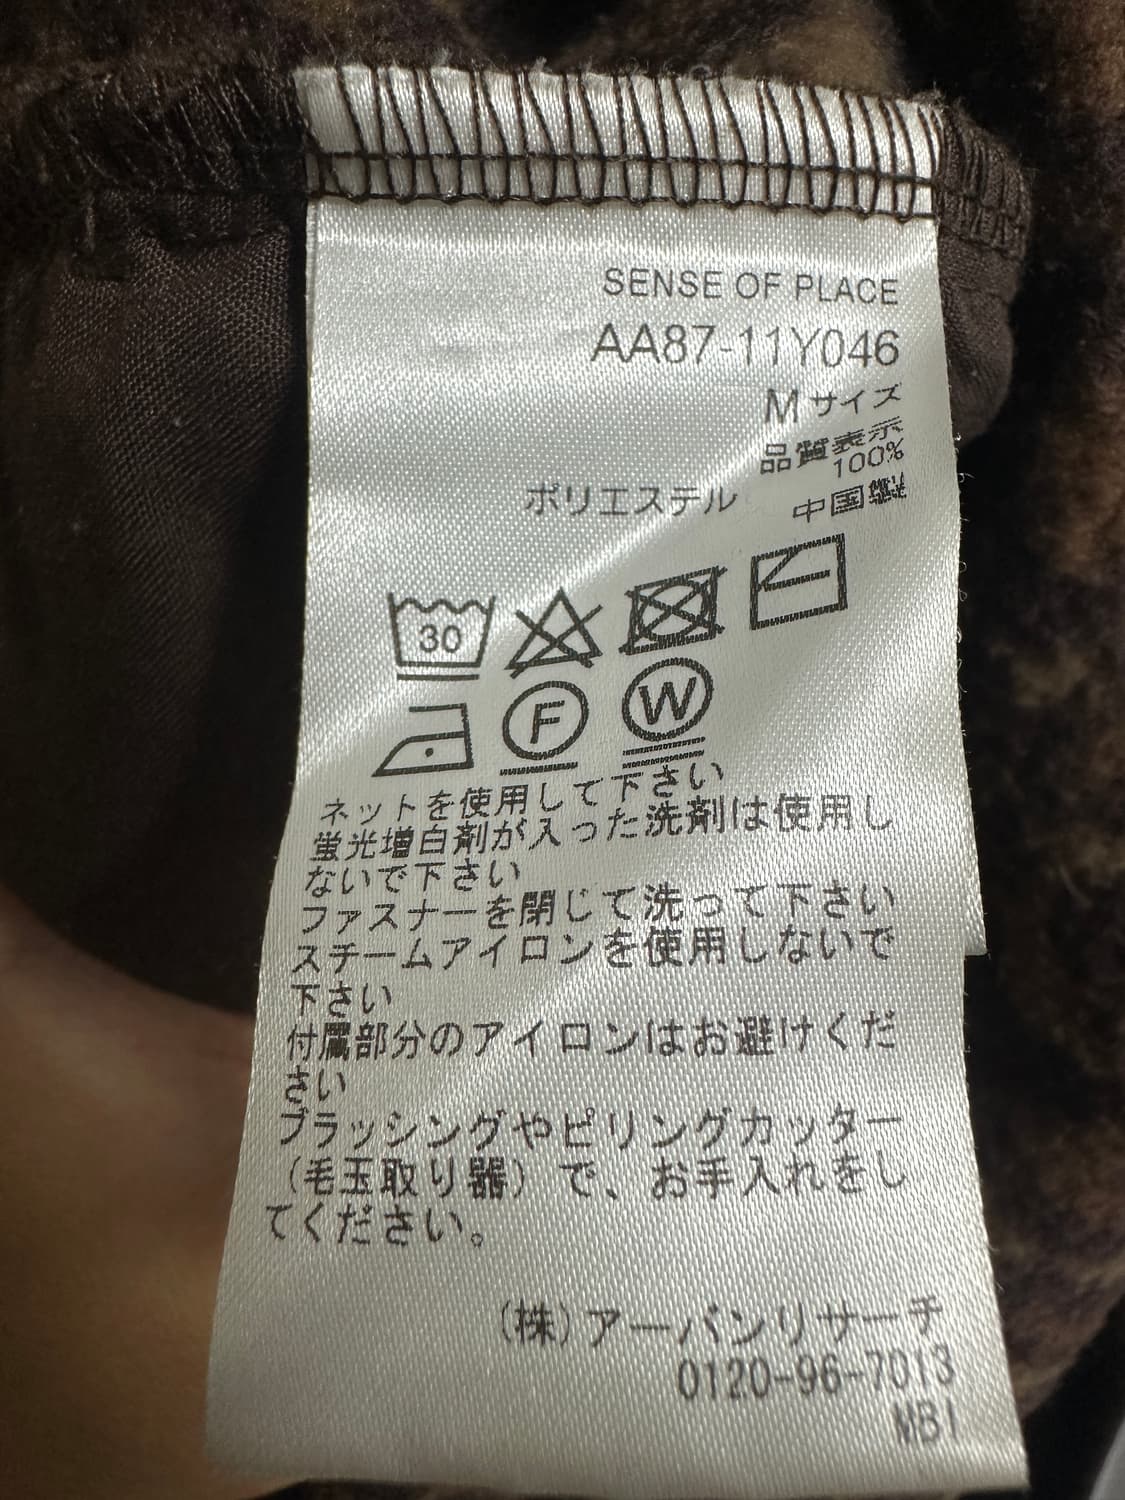 SENSE OF PLACE
AA87-11Y046
Mサイズ
品質表示
ポリエステル 100%
中国製
30
F
W
ネットを使用して下さい
蛍光増白剤が入った洗剤は使用し
ないで下さい
ファスナーを閉じて洗って下さい
スチームアイロンを使用しないで
下さい
付属部分のアイロンはお避けくだ
さい
ブラッシングやピリングカッター
(毛玉取り器)で、お手入れをし
てください。
(株)アーバンリサーチ
0120-96-7013
MBI